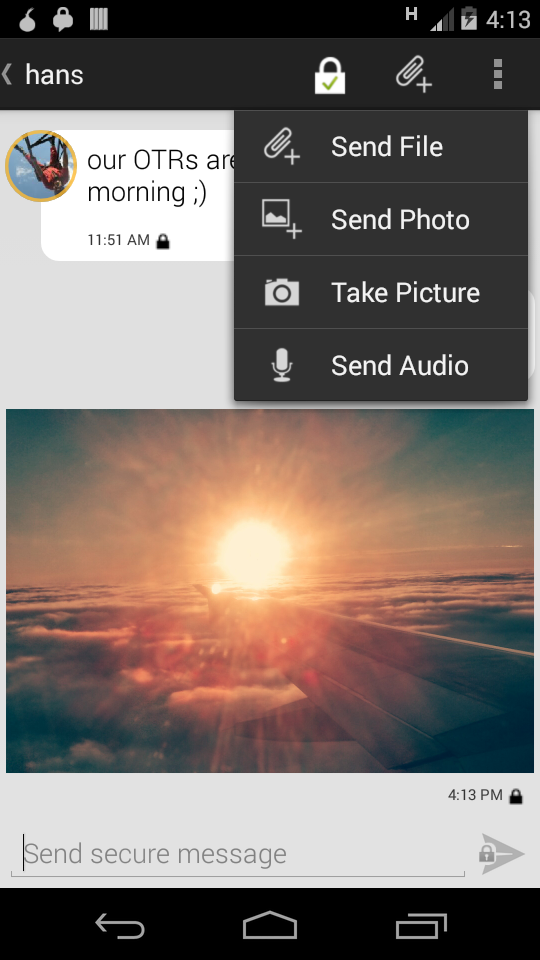 H 4:13
hans
Send File
our OTRs are
morning ;)
Send Photo
11:51 AM
Take Picture
Send Audio
4:13 PM
Send secure message